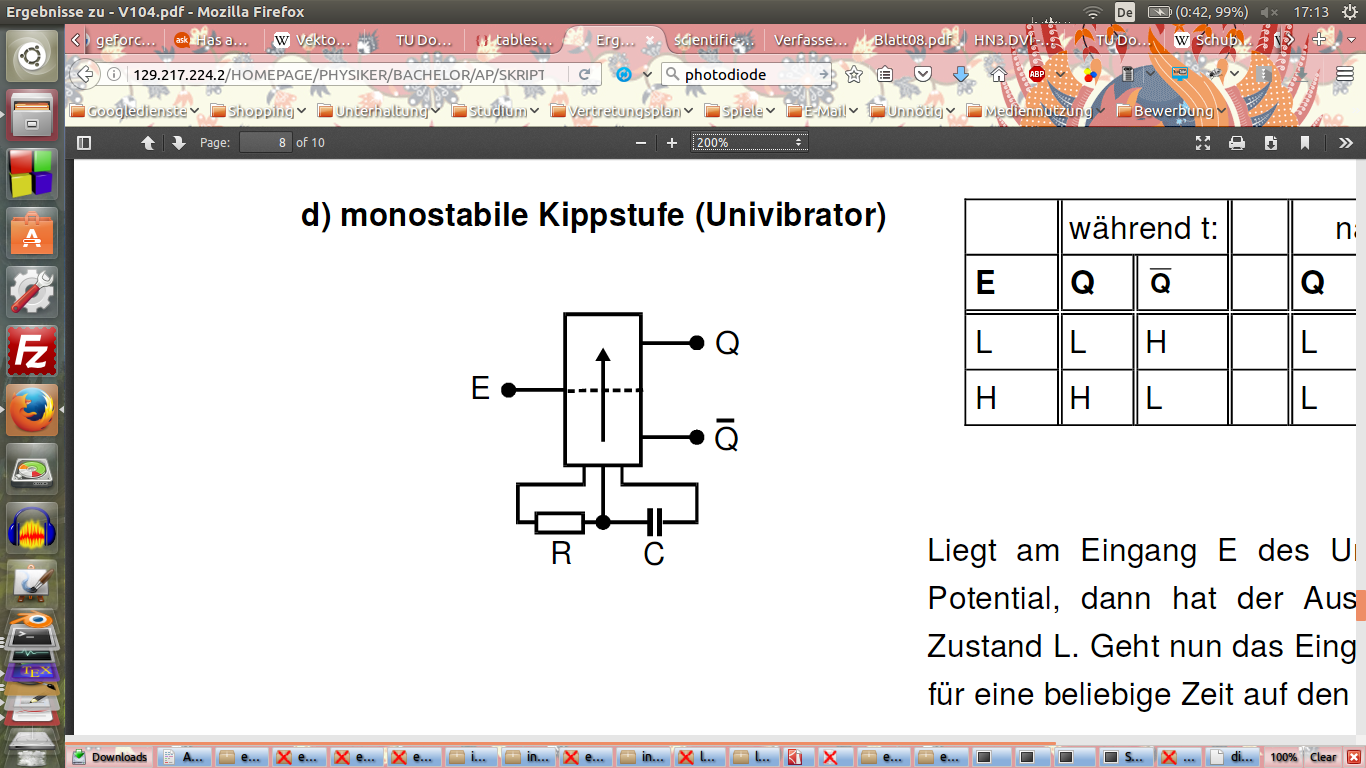 Ergebnisse zu - V104.pdf - Mozilla Firefox
De (0:42, 99%) 17:13
geforc... Has a... Vekto... TU Do... tables... Erg... scientific... Verfasse... Blatt08.pdf HN3.DVI TU Do... Schub...
129.217.224.2/HOMEPAGE/PHYSIKER/BACHELOR/AP/SKRIPT photodiode
Googledienste Shopping Unterhaltung Studium Vertretungsplan Spiele E-Mail Unnötig Mediennutzung Bewerbung
Page: 8 of 10 200%
d) monostabile Kippstufe (Univibrator)
E
Q
Q̅
R C
während t: na
E Q Q̅ Q
L L H L
H H L L
Liegt am Eingang E des U
Potential, dann hat der Aus
Zustand L. Geht nun das Eing
für eine beliebige Zeit auf den
Downloads A... e... e... e... e... i... in... in... e... in... l... l... e... e... S... ... di... 100% Clear